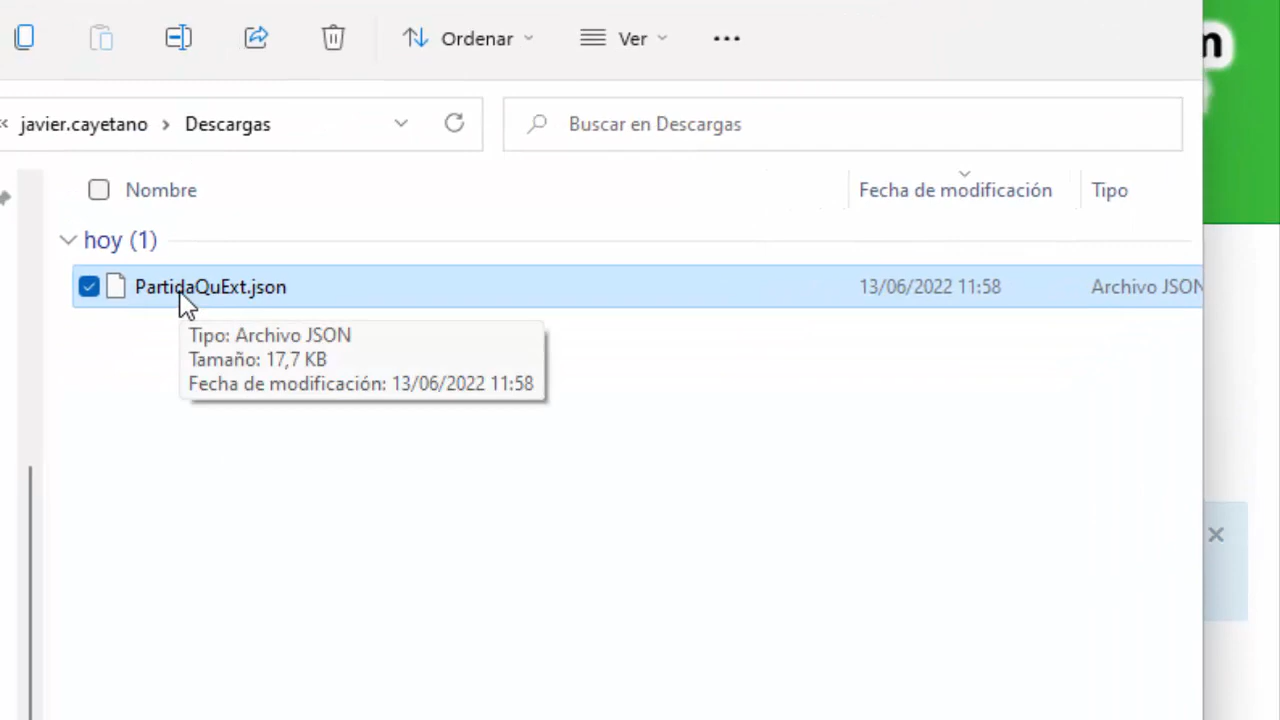 Ordenar
Ver
javier.cayetano > Descargas
Buscar en Descargas
Nombre
Fecha de modificación
Tipo
hoy (1)
PartidaQuExt.json
13/06/2022 11:58
Archivo JSON
Tipo: Archivo JSON
Tamaño: 17,7 KB
Fecha de modificación: 13/06/2022 11:58